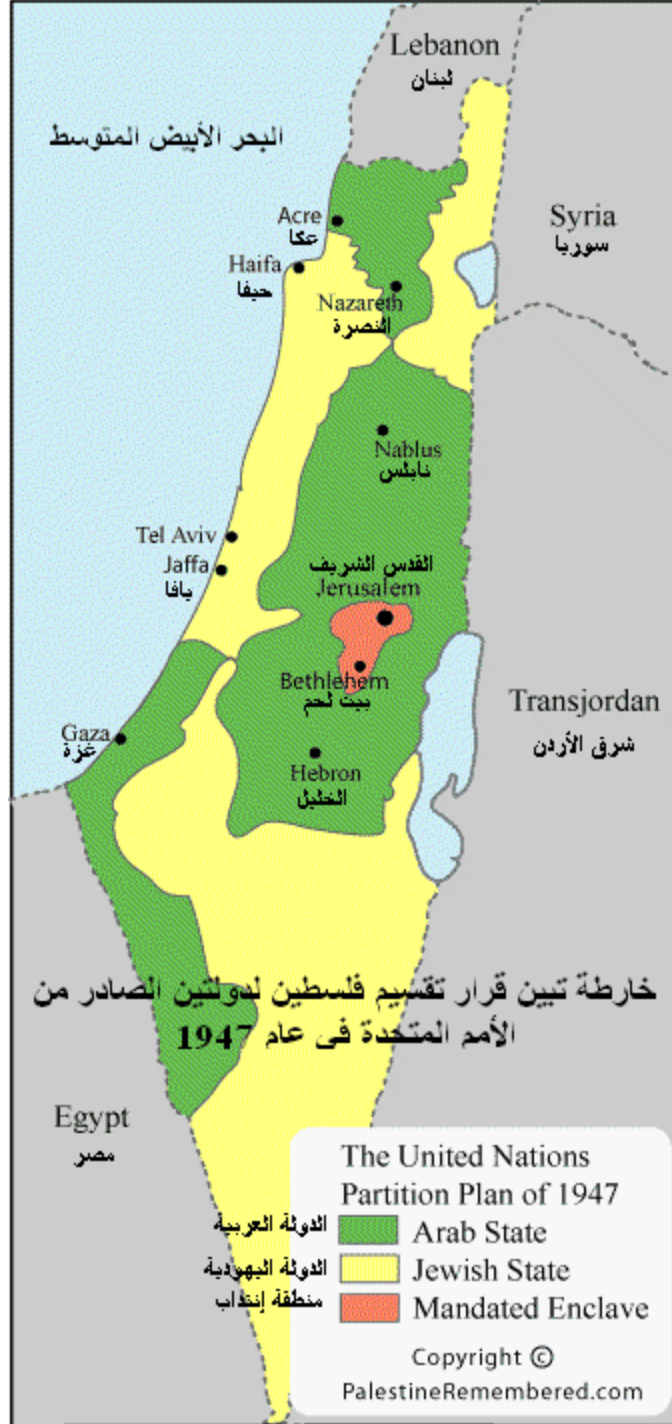 Lebanon
لبنان
البحر الأبيض المتوسط
Acre
عكا
Syria
سوريا
Haifa
حيفا
Nazareth
النصرة
Nablus
نابلس
Tel Aviv
Jaffa
يافا
القدس الشريف
Jerusalem
Bethlehem
بيت لحم
Transjordan
شرق الأردن
Gaza
غزة
Hebron
الخليل
خارطة تبين قرار تقسيم فلسطين لدولتين الصادر من
الأمم المتحدة في عام 1947
Egypt
مصر
The United Nations
Partition Plan of 1947
الدولة العربية Arab State
الدولة اليهودية Jewish State
منطقة إنتداب Mandated Enclave
Copyright ©
PalestineRemembered.com